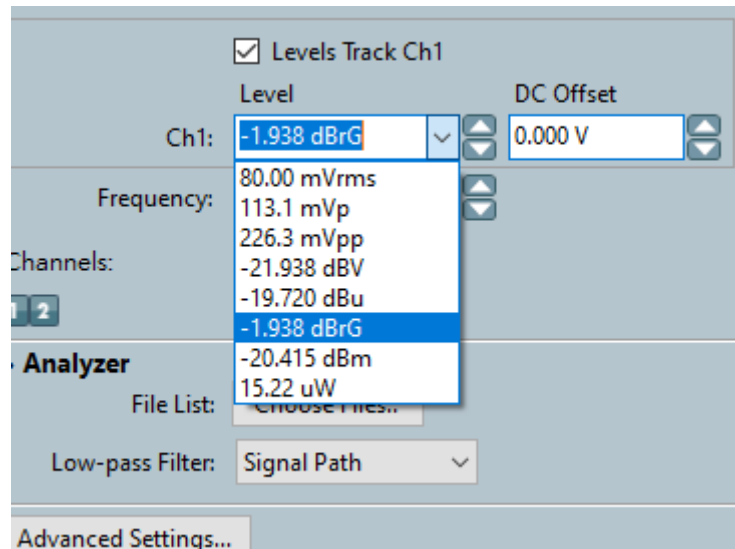 Levels Track Ch1
Level DC Offset
Ch1: -1.938 dBrG 0.000 V
80.00 mVrms
Frequency: 113.1 mVp
226.3 mVpp
Channels: -21.938 dBV
-19.720 dBu
2 -1.938 dBrG
Analyzer -20.415 dBm
File List: 15.22 uW
Low-pass Filter: Signal Path
Advanced Settings...